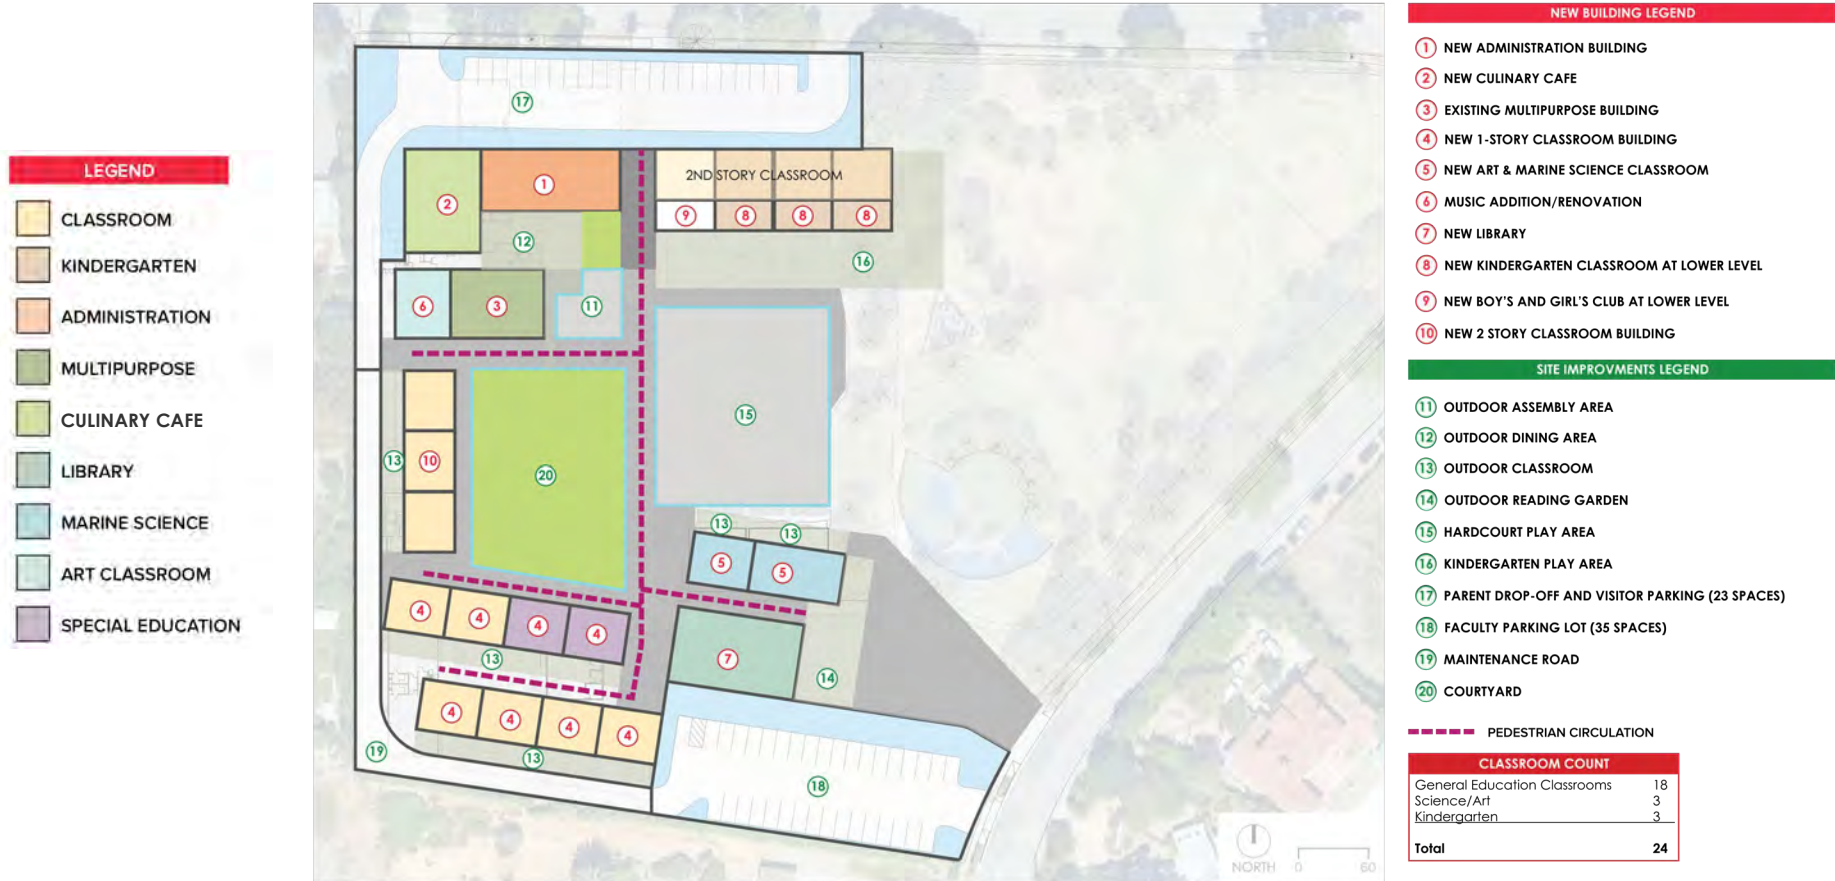 LEGEND
CLASSROOM
KINDERGARTEN
ADMINISTRATION
MULTIPURPOSE
CULINARY CAFE
LIBRARY
MARINE SCIENCE
ART CLASSROOM
SPECIAL EDUCATION
17
2
1
2ND STORY CLASSROOM
9
8
8
8
12
16
6
3
11
15
13
10
20
13
13
5
5
4
4
4
4
13
7
14
4
4
4
4
19
13
18
NORTH
0
60
NEW BUILDING LEGEND
1 NEW ADMINISTRATION BUILDING
2 NEW CULINARY CAFE
3 EXISTING MULTIPURPOSE BUILDING
4 NEW 1-STORY CLASSROOM BUILDING
5 NEW ART & MARINE SCIENCE CLASSROOM
6 MUSIC ADDITION/RENOVATION
7 NEW LIBRARY
8 NEW KINDERGARTEN CLASSROOM AT LOWER LEVEL
9 NEW BOY'S AND GIRL'S CLUB AT LOWER LEVEL
10 NEW 2 STORY CLASSROOM BUILDING
SITE IMPROVMENTS LEGEND
11 OUTDOOR ASSEMBLY AREA
12 OUTDOOR DINING AREA
13 OUTDOOR CLASSROOM
14 OUTDOOR READING GARDEN
15 HARDCOURT PLAY AREA
16 KINDERGARTEN PLAY AREA
17 PARENT DROP-OFF AND VISITOR PARKING (23 SPACES)
18 FACULTY PARKING LOT (35 SPACES)
19 MAINTENANCE ROAD
20 COURTYARD
PEDESTRIAN CIRCULATION
CLASSROOM COUNT
General Education Classrooms 18
Science/Art 3
Kindergarten 3
Total 24